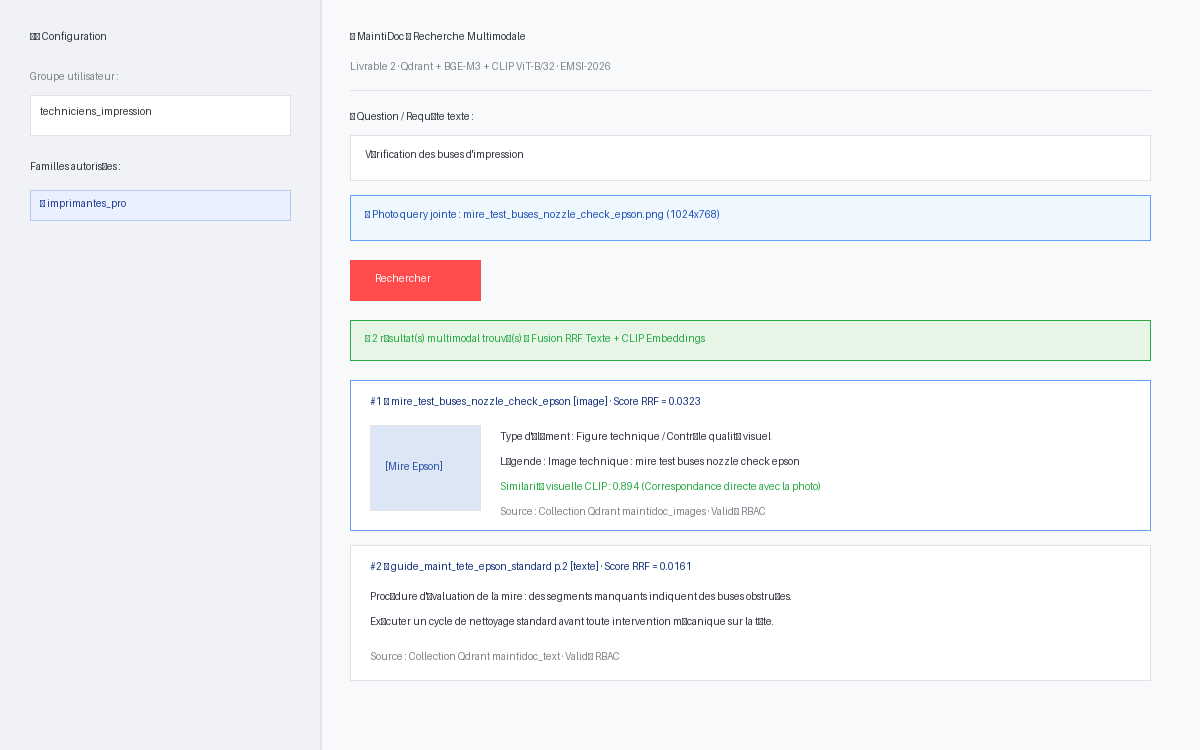 □□ Configuration
Groupe utilisateur :
techniciens_impression
Familles autoris□es :
□ imprimantes_pro
□ MaintiDoc □ Recherche Multimodale
Livrable 2 · Qdrant + BGE-M3 + CLIP ViT-B/32 · EMSI-2026
□ Question / Requ□te texte :
V□rification des buses d'impression
□ Photo query jointe : mire_test_buses_nozzle_check_epson.png (1024x768)
Rechercher
□ 2 r□sultat(s) multimodal trouv□(s) □ Fusion RRF Texte + CLIP Embeddings
#1 □ mire_test_buses_nozzle_check_epson [image] · Score RRF = 0.0323
[Mire Epson]
Type d'□l□ment : Figure technique / Contr□le qualit□ visuel
L□gende : Image technique : mire test buses nozzle check epson
Similarit□ visuelle CLIP : 0.894 (Correspondance directe avec la photo)
Source : Collection Qdrant maintidoc_images · Valid□ RBAC
#2 □ guide_maint_tete_epson_standard p.2 [texte] · Score RRF = 0.0161
Proc□dure d'□valuation de la mire : des segments manquants indiquent des buses obstru□es.
Ex□cuter un cycle de nettoyage standard avant toute intervention m□canique sur la t□te.
Source : Collection Qdrant maintidoc_text · Valid□ RBAC